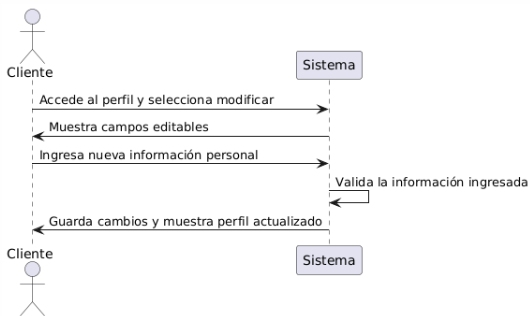 Cliente
Sistema
Accede al perfil y selecciona modificar
Muestra campos editables
Ingresa nueva información personal
Valida la información ingresada
Guarda cambios y muestra perfil actualizado
Cliente
Sistema